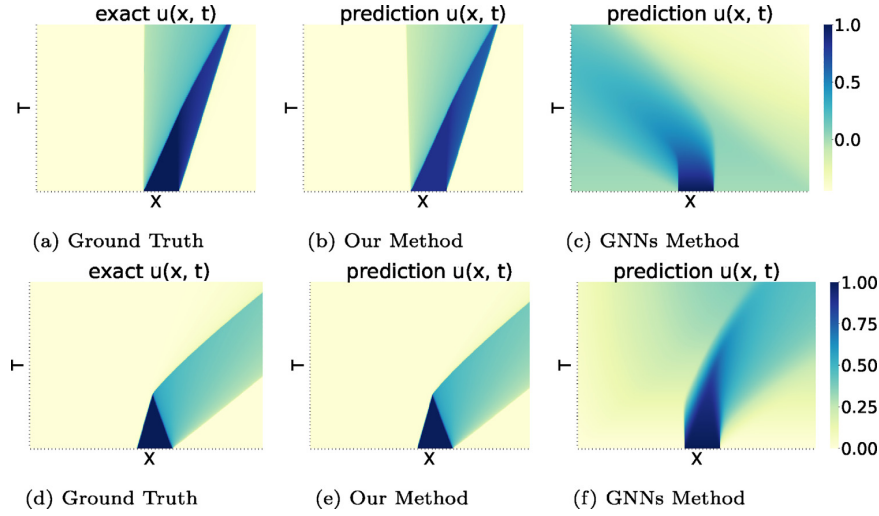 exact u(x, t) prediction u(x, t) prediction u(x, t)
1.0
0.5
0.0
T T T
X X X
(a) Ground Truth (b) Our Method (c) GNNs Method
exact u(x, t) prediction u(x, t) prediction u(x, t)
1.00
0.75
0.50
0.25
0.00
T T T
X X X
(d) Ground Truth (e) Our Method (f) GNNs Method